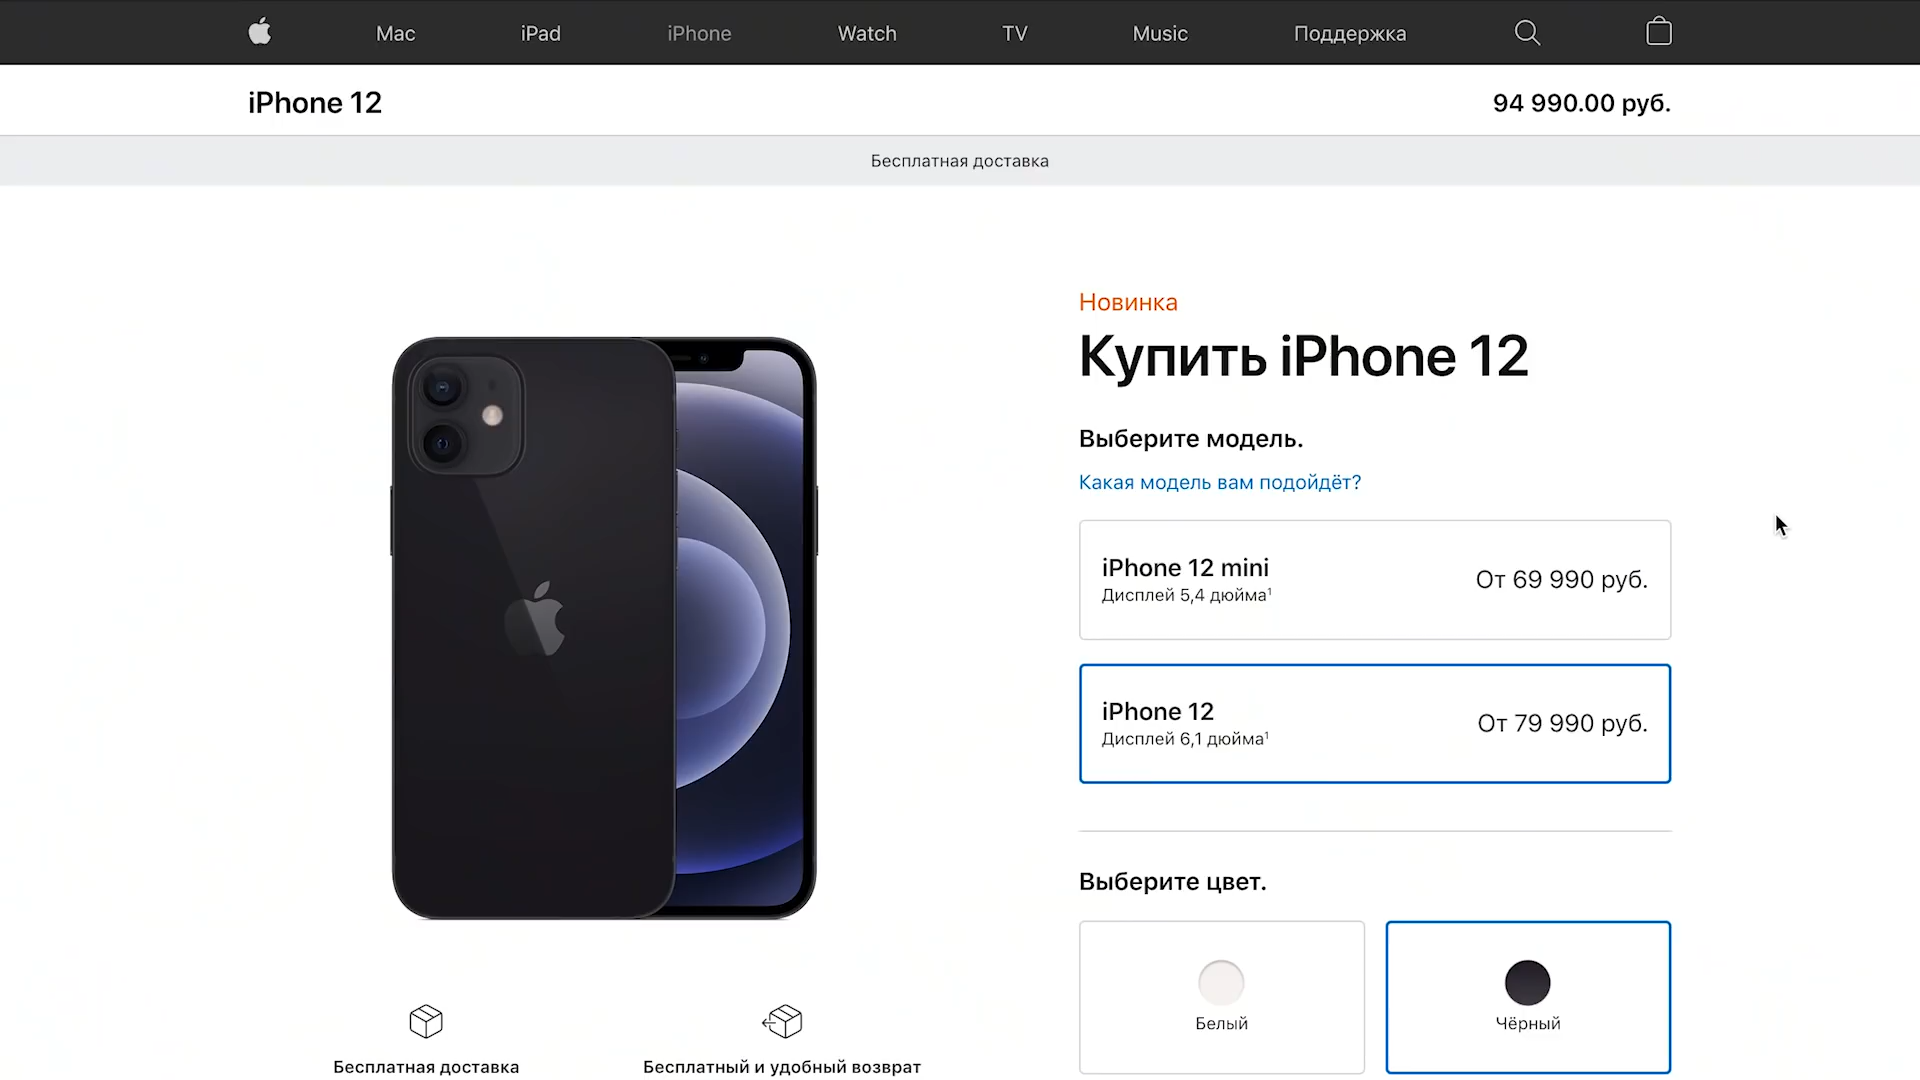 Mac iPad iPhone Watch TV Music Поддержка
iPhone 12
94 990.00 руб.
Бесплатная доставка
Новинка
Купить iPhone 12
Выберите модель.
Какая модель вам подойдёт?
iPhone 12 mini
Дисплей 5,4 дюйма¹
От 69 990 руб.
iPhone 12
Дисплей 6,1 дюйма¹
От 79 990 руб.
Выберите цвет.
Белый
Чёрный
Бесплатная доставка
Бесплатный и удобный возврат